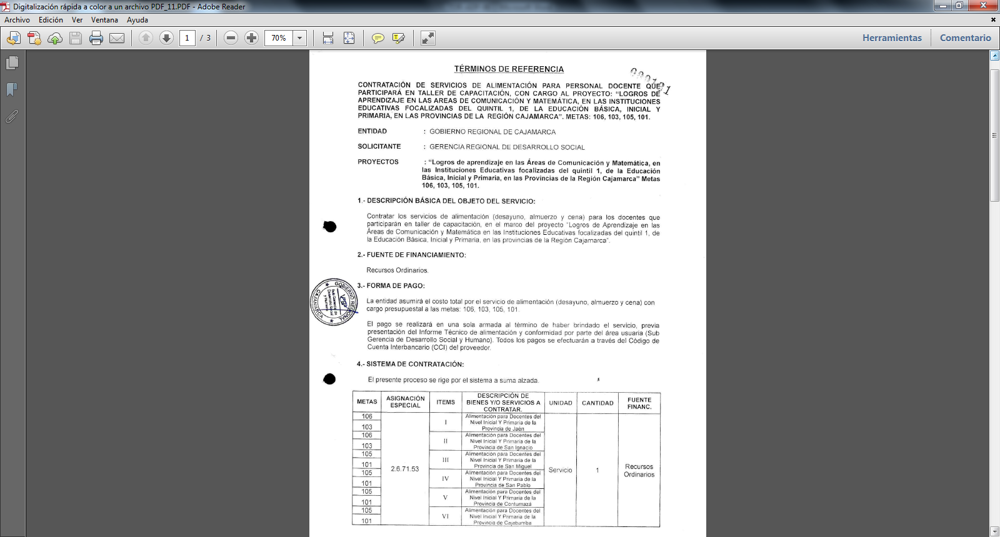 Digitalización rápida a color a un archivo PDF_11.PDF - Adobe Reader
Archivo Edición Ver Ventana Ayuda
1 / 3 70% Herramientas Comentario
TÉRMINOS DE REFERENCIA
000191
CONTRATACIÓN DE SERVICIOS DE ALIMENTACIÓN PARA PERSONAL DOCENTE QUE
PARTICIPARÁ EN TALLER DE CAPACITACIÓN, CON CARGO AL PROYECTO: “LOGROS DE
APRENDIZAJE EN LAS AREAS DE COMUNICACIÓN Y MATEMÁTICA, EN LAS INSTITUCIONES
EDUCATIVAS FOCALIZADAS DEL QUINTIL 1, DE LA EDUCACIÓN BÁSICA, INICIAL Y
PRIMARIA, EN LAS PROVINCIAS DE LA REGIÓN CAJAMARCA”. METAS: 106, 103, 105, 101.
ENTIDAD : GOBIERNO REGIONAL DE CAJAMARCA
SOLICITANTE : GERENCIA REGIONAL DE DESARROLLO SOCIAL
PROYECTOS : “Logros de aprendizaje en las Áreas de Comunicación y Matemática, en
las Instituciones Educativas focalizadas del quintil 1, de la Educación
Básica, Inicial y Primaria, en las Provincias de la Región Cajamarca” Metas
106, 103, 105, 101.
1.- DESCRIPCIÓN BÁSICA DEL OBJETO DEL SERVICIO:
Contratar los servicios de alimentación (desayuno, almuerzo y cena) para los docentes que
participarán en taller de capacitación, en el marco del proyecto “Logros de Aprendizaje en las
Áreas de Comunicación y Matemática en las Instituciones Educativas focalizadas del quintil 1, de
la Educación Básica, Inicial y Primaria, en las provincias de la Región Cajamarca”.
2.- FUENTE DE FINANCIAMIENTO:
Recursos Ordinarios.
GOBIERNO REGIONAL
CAJAMARCA
Sub Gerencia de
Desarrollo Social
y Humano
3.- FORMA DE PAGO:
La entidad asumirá el costo total por el servicio de alimentación (desayuno, almuerzo y cena) con
cargo presupuestal a las metas: 106, 103, 105, 101.
El pago se realizará en una sola armada al término de haber brindado el servicio, previa
presentación del Informe Técnico de alimentación y conformidad por parte del área usuaria (Sub
Gerencia de Desarrollo Social y Humano). Todos los pagos se efectuarán a través del Código de
Cuenta Interbancario (CCI) del proveedor.
4.- SISTEMA DE CONTRATACIÓN:
El presente proceso se rige por el sistema a suma alzada.
METAS
ASIGNACIÓN
ESPECIAL
ITEMS
DESCRIPCIÓN DE
BIENES Y/O SERVICIOS A
CONTRATAR.
UNIDAD
CANTIDAD
FUENTE
FINANC.
106
103
I
Alimentación para Docentes del
Nivel Inicial Y Primaria de la
Provincia de Jaén
106
103
II
Alimentación para Docentes del
Nivel Inicial Y Primaria de la
Provincia de San Ignacio
105
101
III
Alimentación para Docentes del
Nivel Inicial Y Primaria de la
Provincia de San Miguel
2.6.71.53
Servicio
1
Recursos
Ordinarios
105
101
IV
Alimentación para Docentes del
Nivel Inicial Y Primaria de la
Provincia de San Pablo
105
101
V
Alimentación para Docentes del
Nivel Inicial Y Primaria de la
Provincia de Contumazá
105
101
VI
Alimentación para Docentes del
Nivel Inicial Y Primaria de la
Provincia de Cajabamba